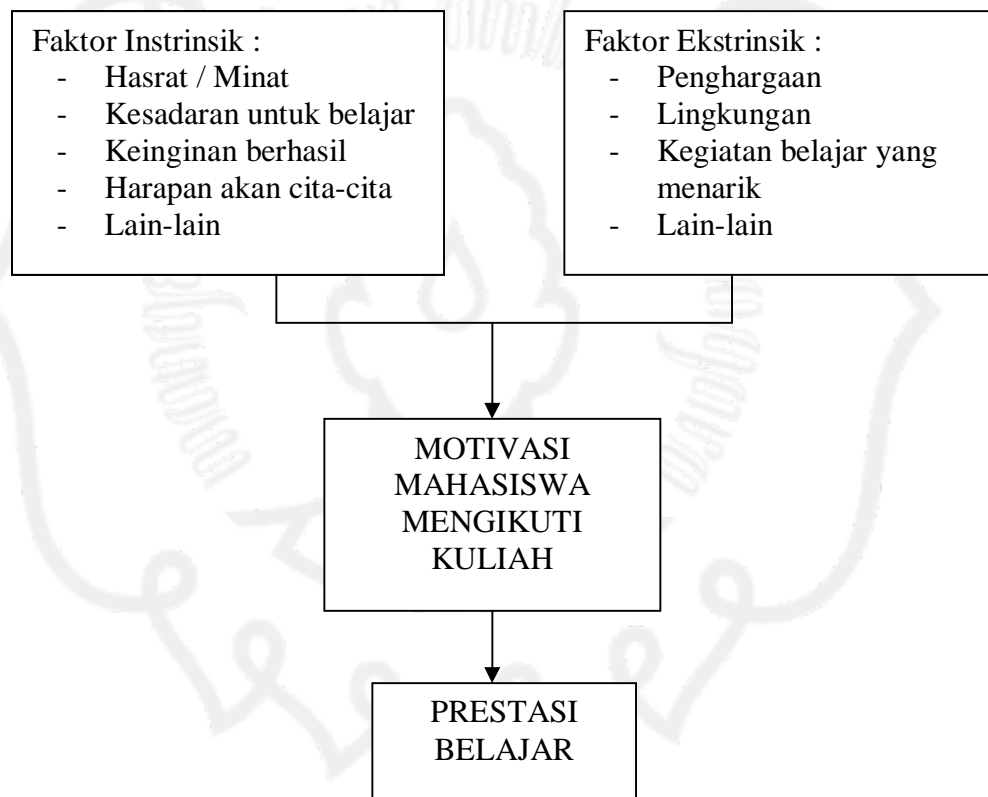 Faktor Instrinsik :
- Hasrat / Minat
- Kesadaran untuk belajar
- Keinginan berhasil
- Harapan akan cita-cita
- Lain-lain
Faktor Ekstrinsik :
- Penghargaan
- Lingkungan
- Kegiatan belajar yang
menarik
- Lain-lain
MOTIVASI
MAHASISWA
MENGIKUTI
KULIAH
PRESTASI
BELAJAR